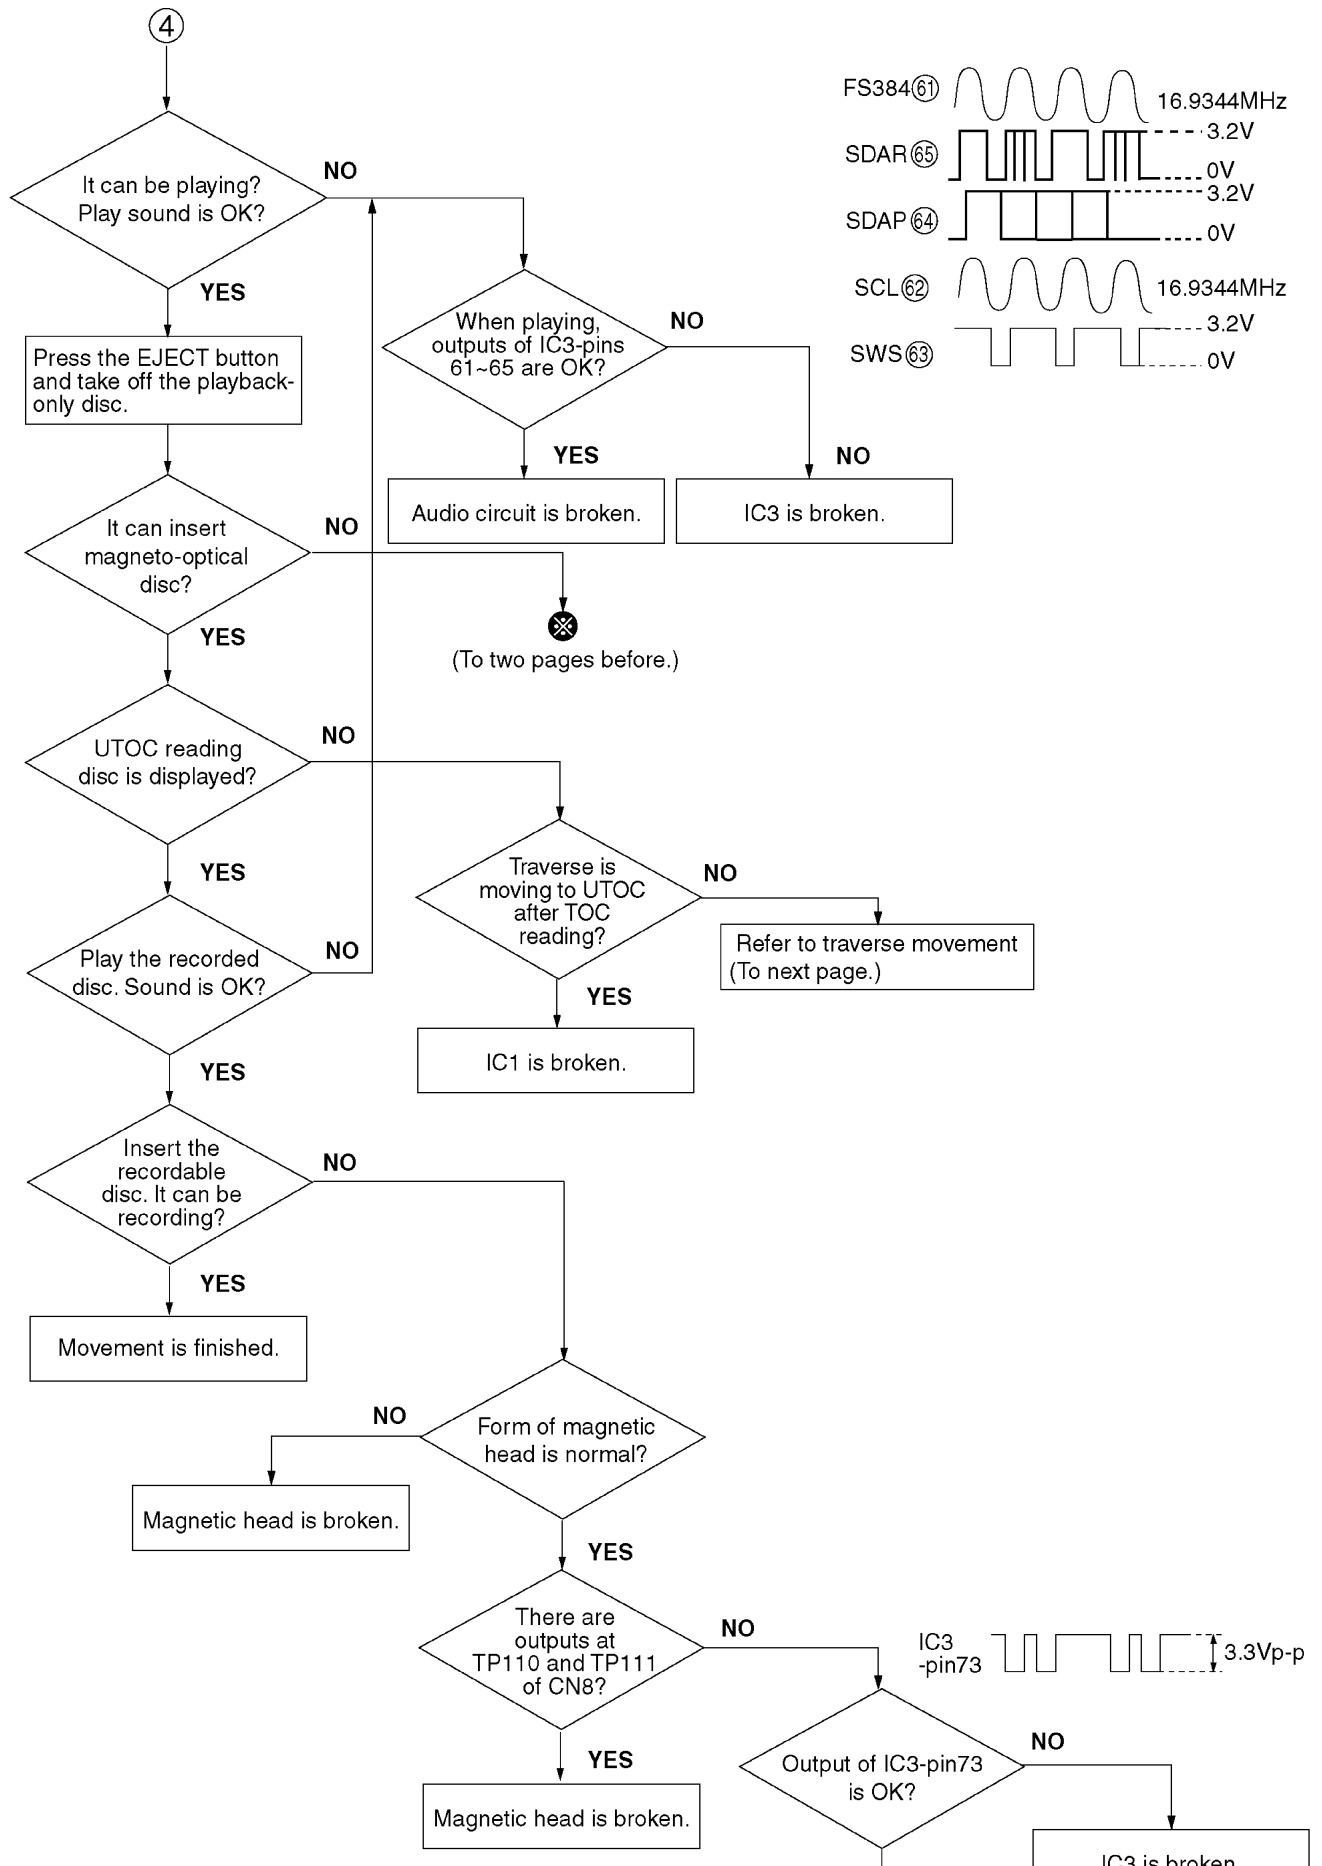 4
It can be playing?
Play sound is OK?
NO
YES
Press the EJECT button
and take off the playback-
only disc.
When playing,
outputs of IC3-pins
61~65 are OK?
NO
YES
NO
Audio circuit is broken.
IC3 is broken.
FS384 61
16.9344MHz
SDAR 65
3.2V
0V
SDAP 64
3.2V
0V
SCL 62
16.9344MHz
SWS 63
3.2V
0V
It can insert
magneto-optical
disc?
NO
YES
※
(To two pages before.)
UTOC reading
disc is displayed?
NO
YES
Traverse is
moving to UTOC
after TOC
reading?
NO
YES
Refer to traverse movement
(To next page.)
IC1 is broken.
Play the recorded
disc. Sound is OK?
NO
YES
Insert the
recordable
disc. It can be
recording?
NO
YES
Movement is finished.
Form of magnetic
head is normal?
NO
YES
Magnetic head is broken.
There are
outputs at
TP110 and TP111
of CN8?
NO
YES
Magnetic head is broken.
IC3
-pin73
3.3Vp-p
Output of IC3-pin73
is OK?
NO
IC3 is broken